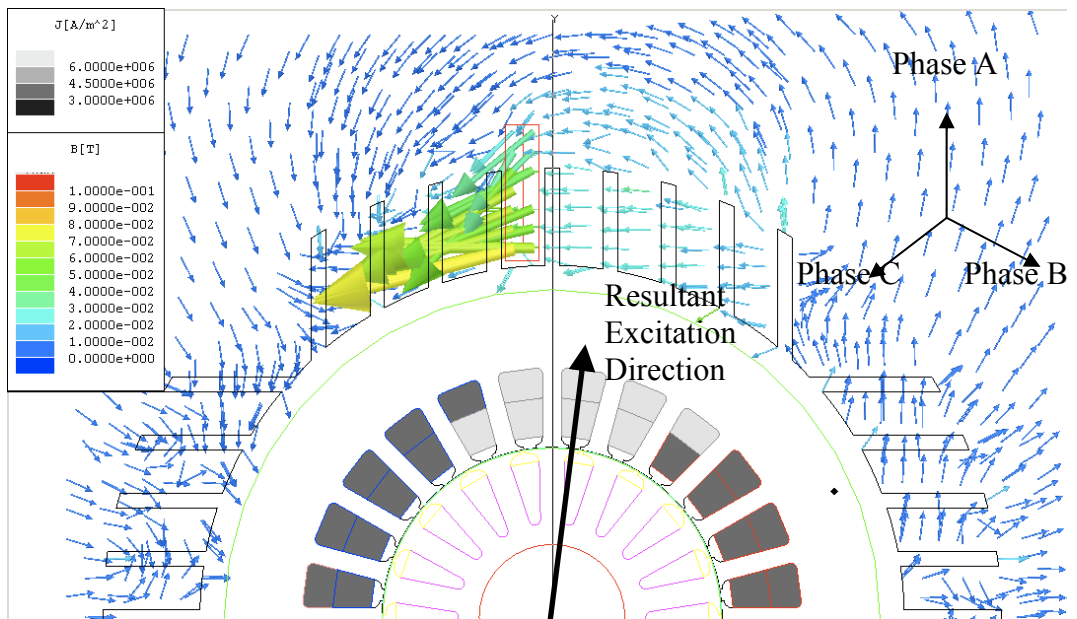 J[A/m^2]
6.0000e+006
4.5000e+006
3.0000e+006
B[T]
1.0000e-001
9.0000e-002
8.0000e-002
7.0000e-002
6.0000e-002
5.0000e-002
4.0000e-002
3.0000e-002
2.0000e-002
1.0000e-002
0.0000e+000
Y
Phase A
Phase C
Phase B
Resultant
Excitation
Direction